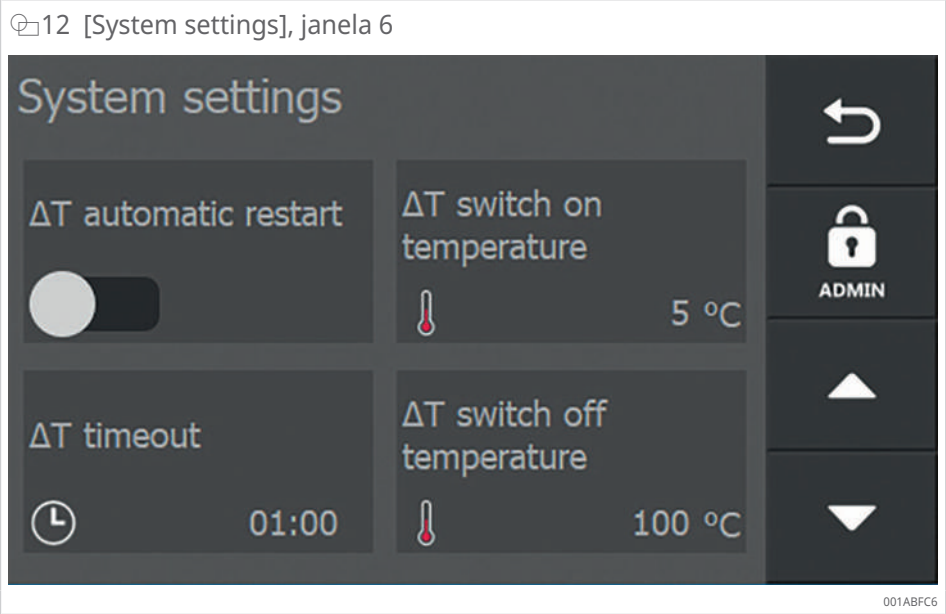 12 [System settings], janela 6
System settings
ΔT automatic restart
ΔT switch on
temperature
5 °C
ADMIN
ΔT timeout
01:00
ΔT switch off
temperature
100 °C
001ABFC6